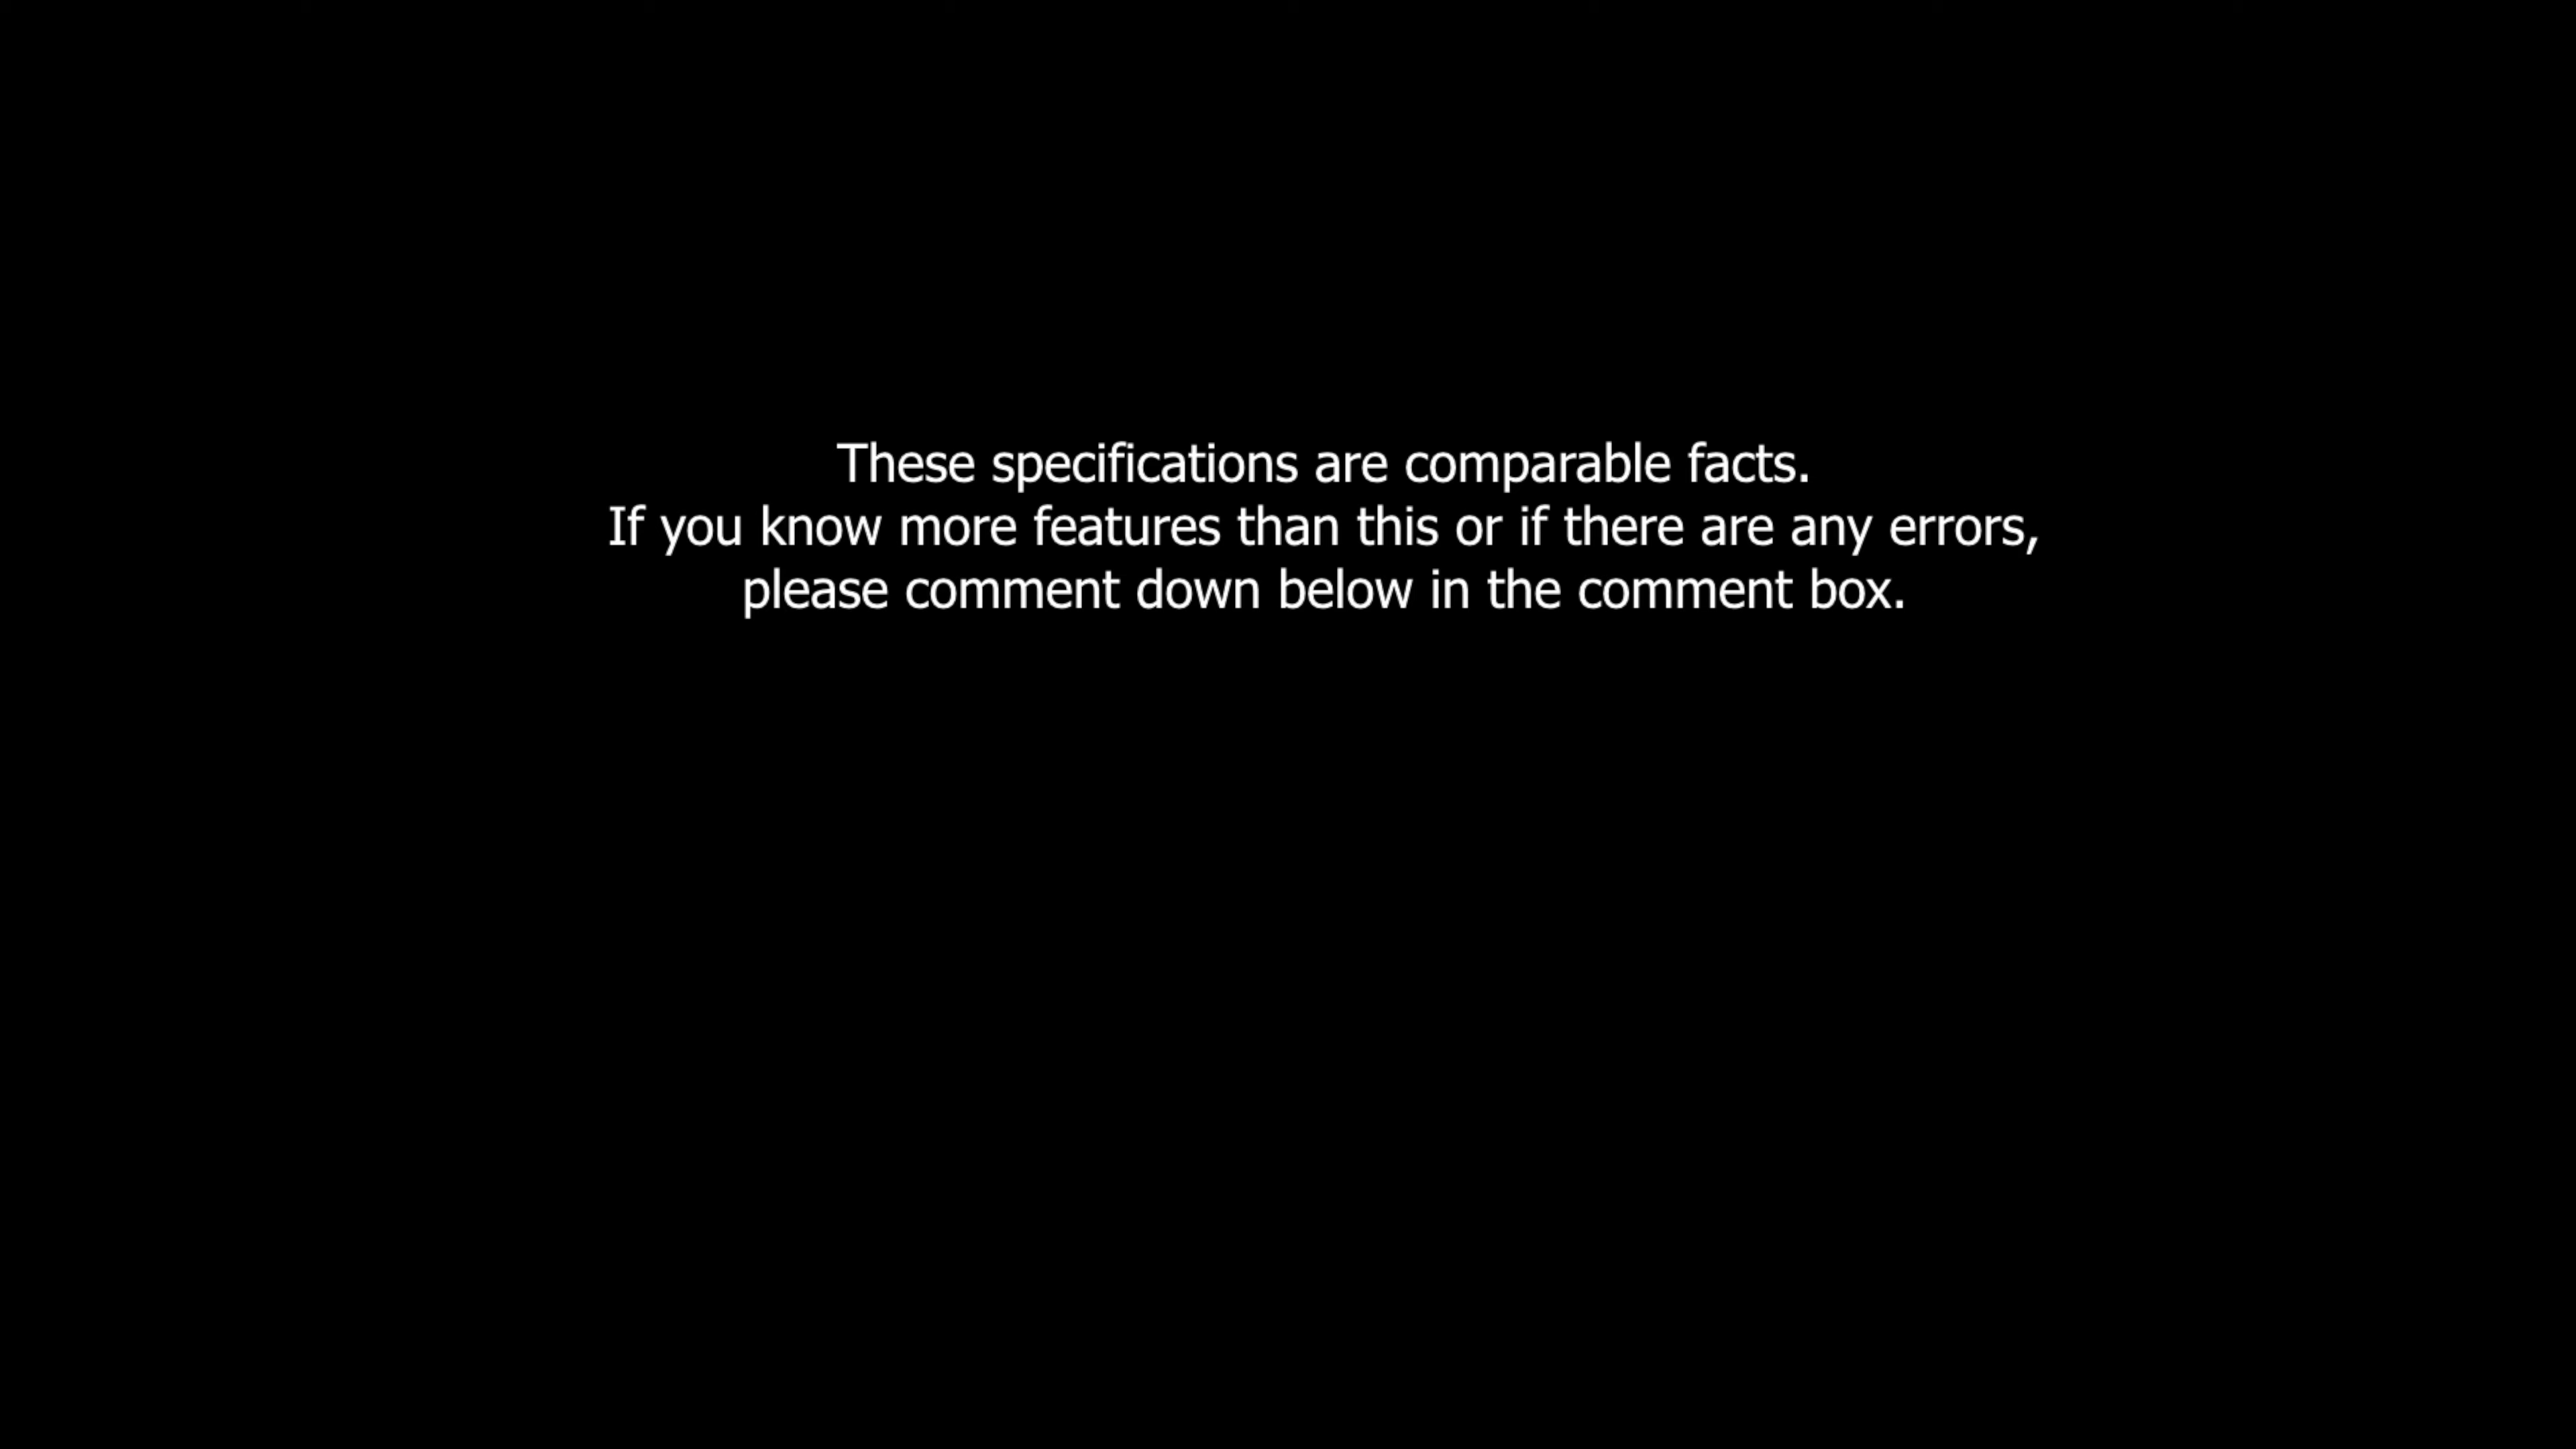 These specifications are comparable facts.
If you know more features than this or if there are any errors,
please comment down below in the comment box.